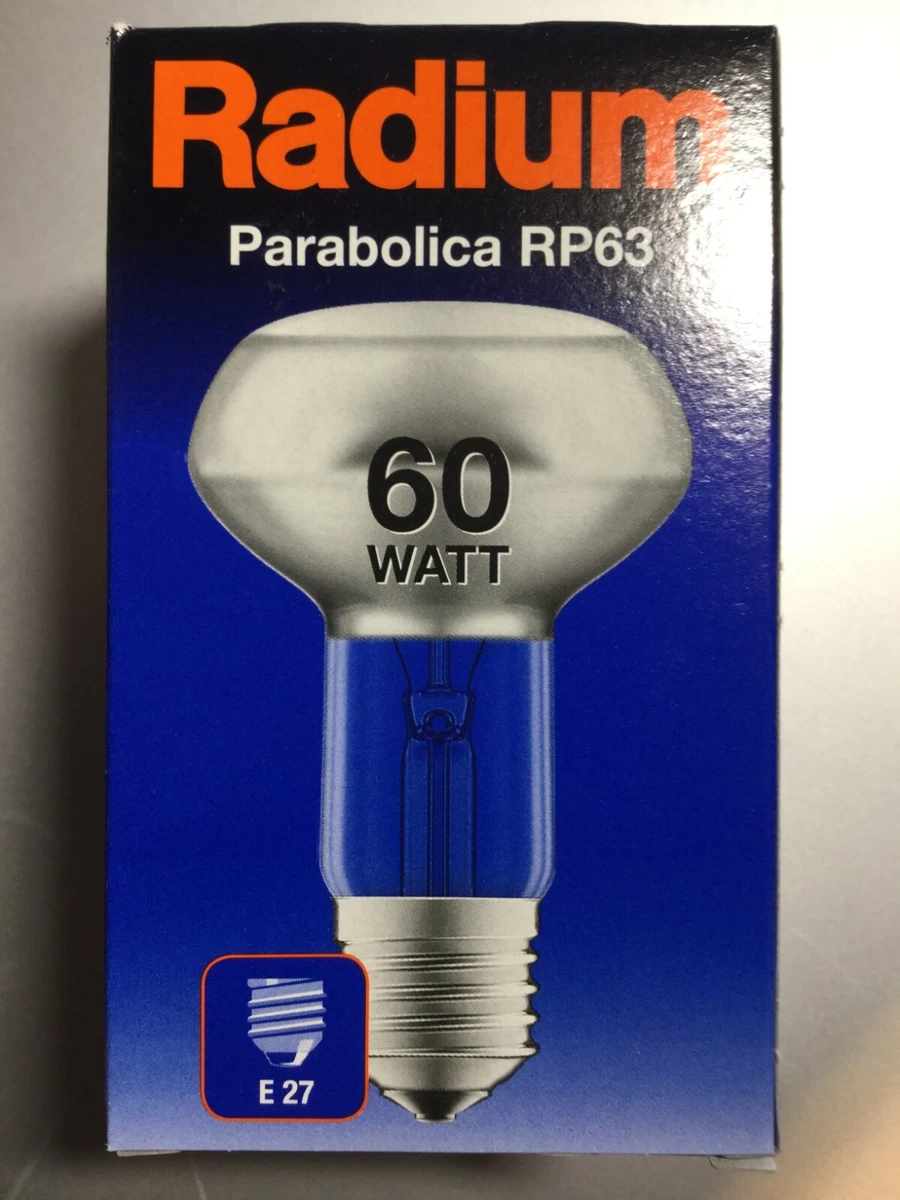 Radium
Parabolica RP63
60
WATT
E 27